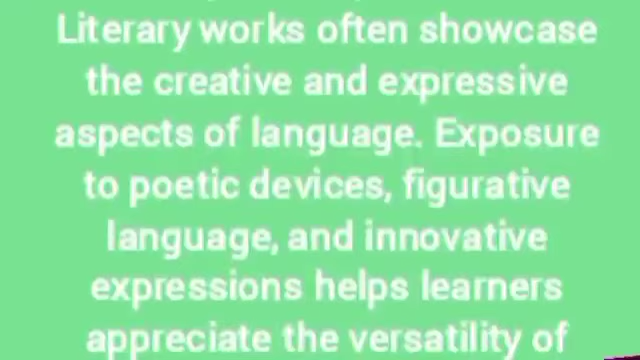 Literary works often showcase
the creative and expressive
aspects of language. Exposure
to poetic devices, figurative
language, and innovative
expressions helps learners
appreciate the versatility of